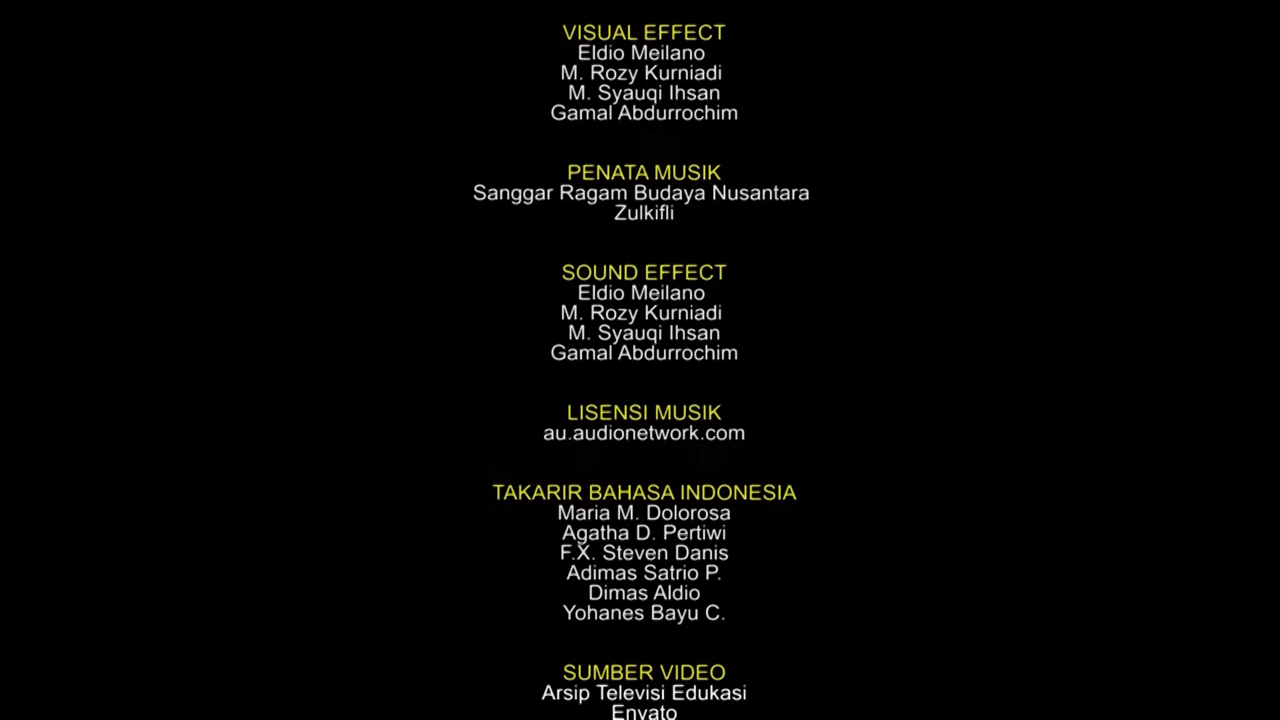 VISUAL EFFECT
Eldio Meilano
M. Rozy Kurniadi
M. Syauqi Ihsan
Gamal Abdurrochim
PENATA MUSIK
Sanggar Ragam Budaya Nusantara
Zulkifli
SOUND EFFECT
Eldio Meilano
M. Rozy Kurniadi
M. Syauqi Ihsan
Gamal Abdurrochim
LISENSI MUSIK
au.audionetwork.com
TAKARIR BAHASA INDONESIA
Maria M. Dolorosa
Agatha D. Pertiwi
F.X. Steven Danis
Adimas Satrio P.
Dimas Aldio
Yohanes Bayu C.
SUMBER VIDEO
Arsip Televisi Edukasi
Envato